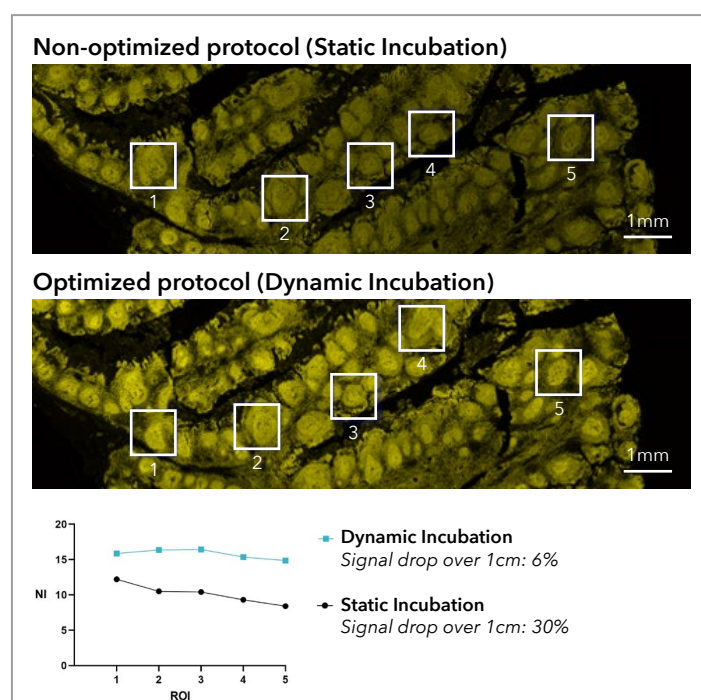 Non-optimized protocol (Static Incubation)
1
2
3
4
5
1mm
Optimized protocol (Dynamic Incubation)
1
2
3
4
5
1mm
20
15
10
5
0
NI
1 2 3 4 5
ROI
Dynamic Incubation
Signal drop over 1cm: 6%
Static Incubation
Signal drop over 1cm: 30%